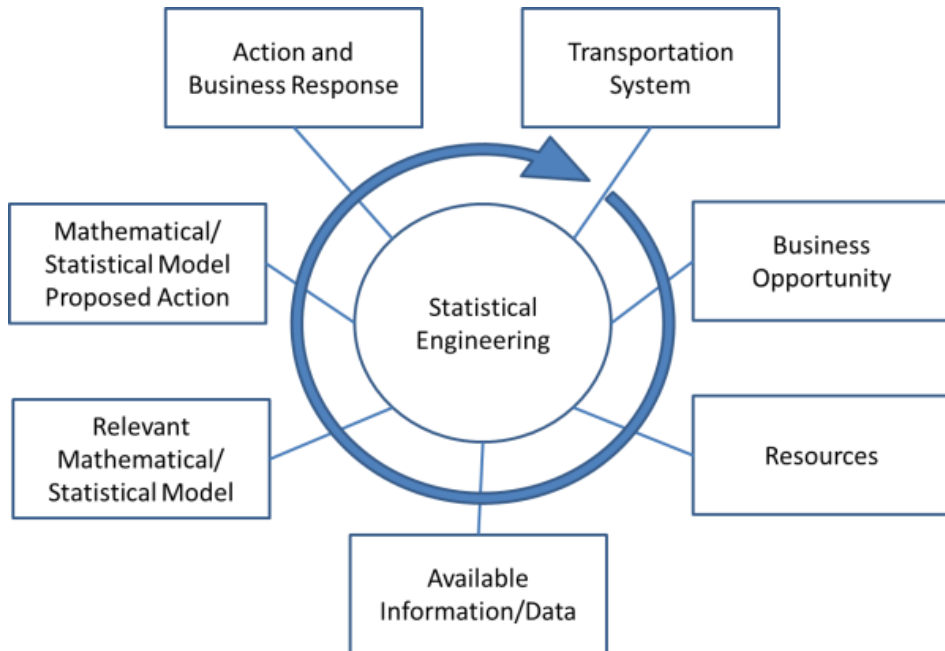 Action and
Business Response
Transportation
System
Mathematical/
Statistical Model
Proposed Action
Business
Opportunity
Statistical
Engineering
Relevant
Mathematical/
Statistical Model
Resources
Available
Information/Data